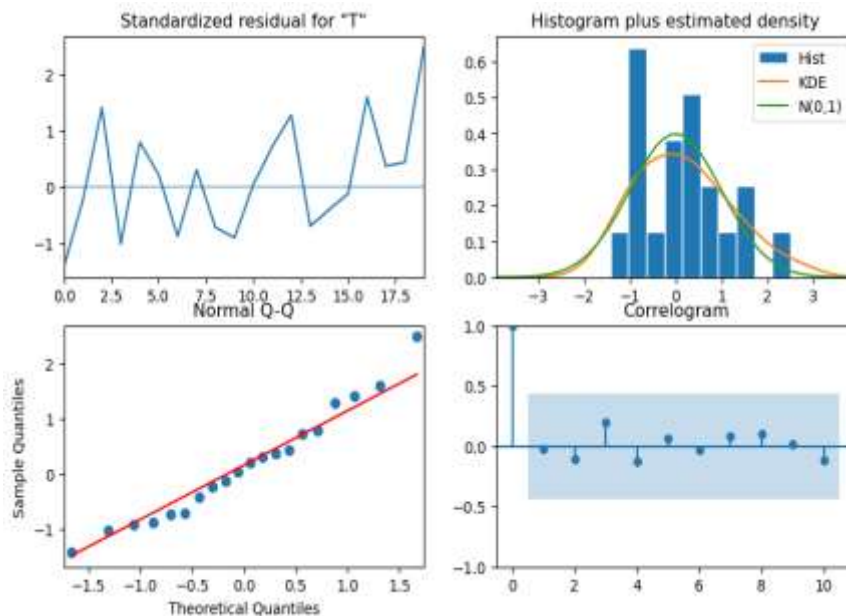 Standardized residual for "T"
Histogram plus estimated density
2
1
0
-1
0.0 2.5 5.0 7.5 10.0 12.5 15.0 17.5
0.6
0.5
0.4
0.3
0.2
0.1
0.0
Hist
KDE
N(0,1)
-3 -2 -1 0 1 2 3
Normal Q-Q
Correlogram
Sample Quantiles
2
1
0
-1
-1.5 -1.0 -0.5 0.0 0.5 1.0 1.5
Theoretical Quantiles
1.0
0.5
0.0
-0.5
-1.0
0 2 4 6 8 10